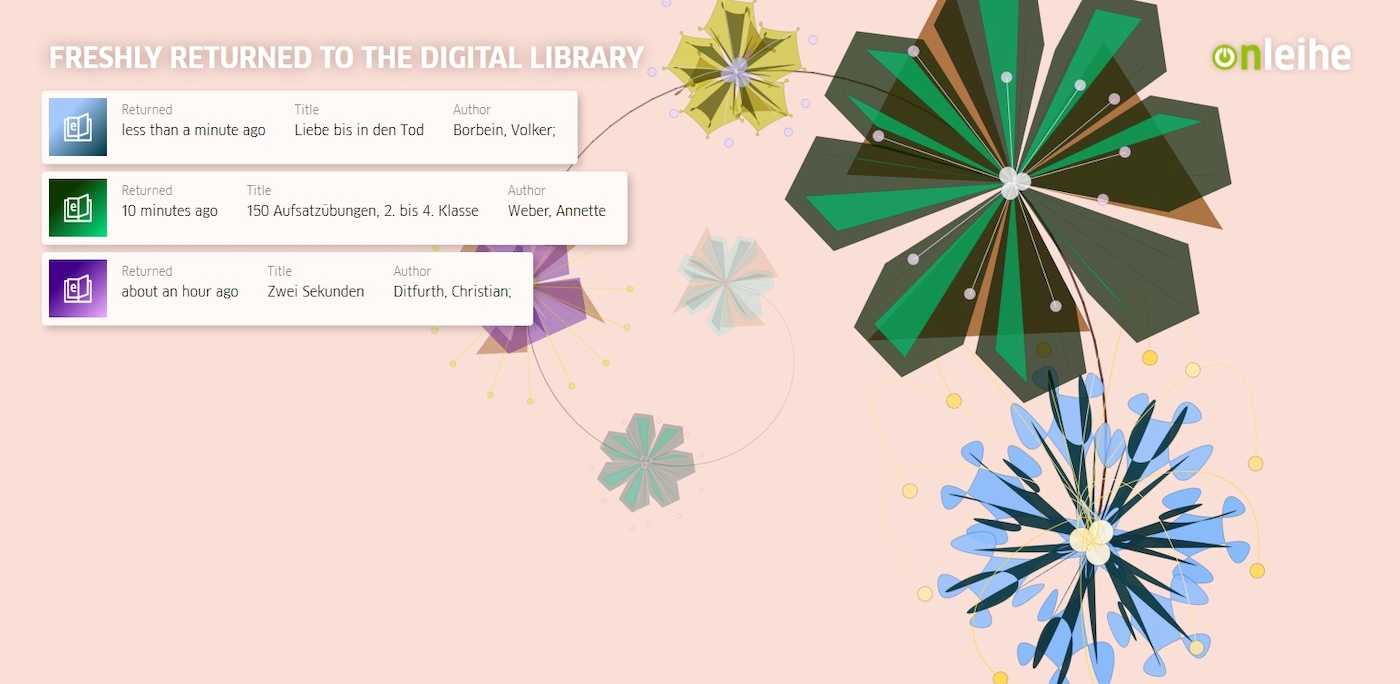 FRESHLY RETURNED TO THE DIGITAL LIBRARY
onleihe
Returned Title Author
less than a minute ago Liebe bis in den Tod Borbein, Volker;
Returned Title Author
10 minutes ago 150 Aufsatzübungen, 2. bis 4. Klasse Weber, Annette
Returned Title Author
about an hour ago Zwei Sekunden Ditfurth, Christian;